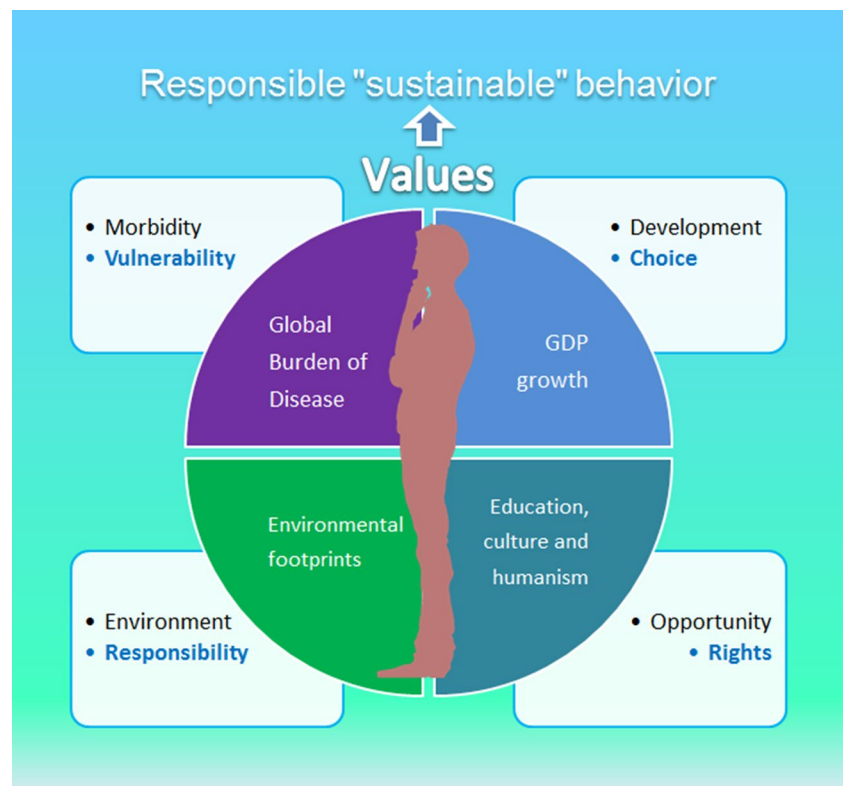 Responsible "sustainable" behavior
Values
• Morbidity
• Vulnerability
• Development
• Choice
Global
Burden of
Disease
GDP
growth
Environmental
footprints
Education,
culture and
humanism
• Environment
• Responsibility
• Opportunity
• Rights